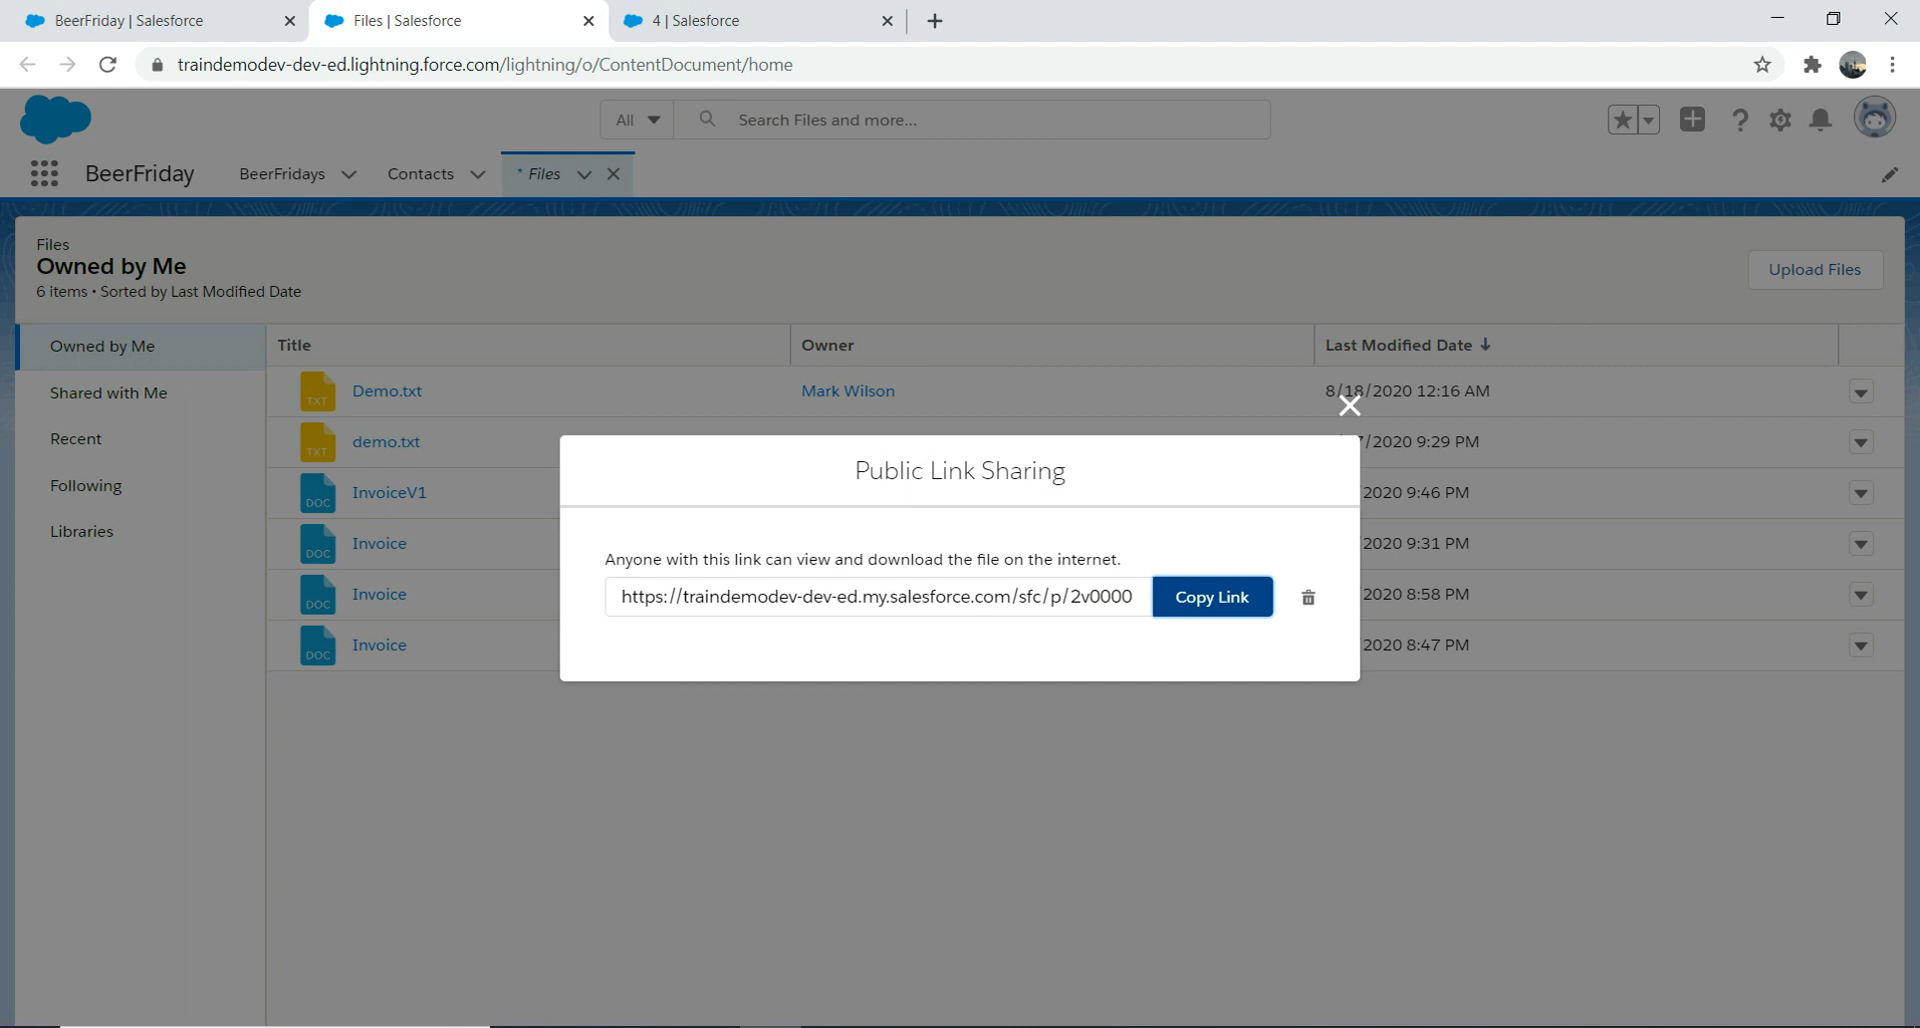 BeerFriday | Salesforce
Files | Salesforce
4 | Salesforce
traindemodev-dev-ed.lightning.force.com/lightning/o/ContentDocument/home
All
Search Files and more...
BeerFriday
BeerFridays
Contacts
* Files
Files
Owned by Me
6 items • Sorted by Last Modified Date
Upload Files
Owned by Me
Shared with Me
Recent
Following
Libraries
Title
Owner
Last Modified Date
TXT
Demo.txt
Mark Wilson
8/18/2020 12:16 AM
TXT
demo.txt
7/2020 9:29 PM
DOC
InvoiceV1
2020 9:46 PM
DOC
Invoice
2020 9:31 PM
DOC
Invoice
2020 8:58 PM
DOC
Invoice
2020 8:47 PM
Public Link Sharing
Anyone with this link can view and download the file on the internet.
https://traindemodev-dev-ed.my.salesforce.com/sfc/p/2v0000
Copy Link